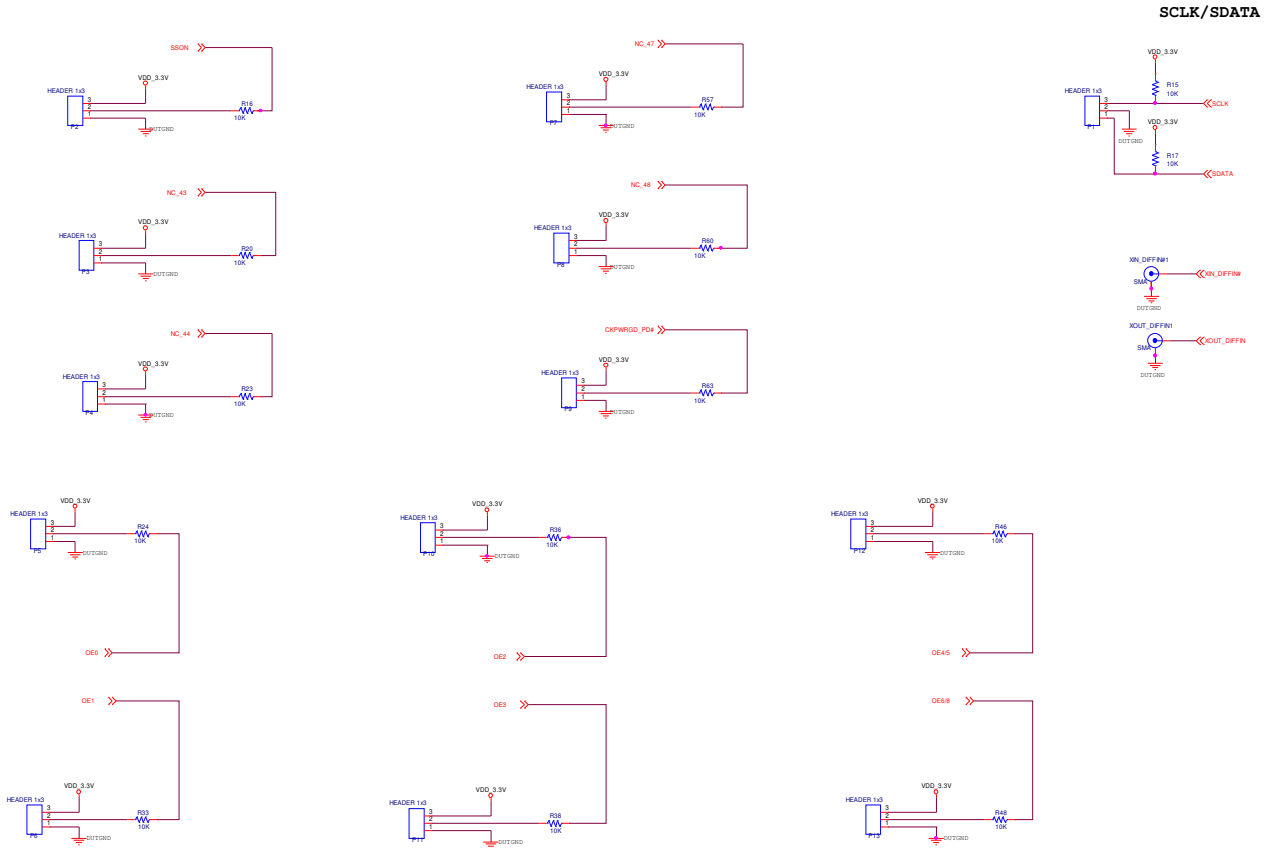 SCLK/SDATA
SSON
VDD_3.3V
HEADER 1x3
3
2
1
P2
R16
10K
DUTGND
NC_47
VDD_3.3V
HEADER 1x3
3
2
1
P7
R57
10K
DUTGND
VDD_3.3V
R15
10K
HEADER 1x3
3
2
1
P1
SCLK
VDD_3.3V
DUTGND
R17
10K
SDATA
NC_43
VDD_3.3V
HEADER 1x3
3
2
1
P3
R20
10K
DUTGND
NC_48
VDD_3.3V
HEADER 1x3
3
2
1
P8
R60
10K
DUTGND
XIN_DIFFIN#1
SMA
XIN_DIFFIN#
DUTGND
XOUT_DIFFIN1
SMA
XOUT_DIFFIN
DUTGND
NC_44
VDD_3.3V
HEADER 1x3
3
2
1
P4
R23
10K
DUTGND
CKPWRGD_PD#
VDD_3.3V
HEADER 1x3
3
2
1
P9
R63
10K
DUTGND
VDD_3.3V
HEADER 1x3
3
2
1
P5
R24
10K
DUTGND
OE0
VDD_3.3V
HEADER 1x3
3
2
1
P10
R36
10K
DUTGND
OE2
VDD_3.3V
HEADER 1x3
3
2
1
P12
R46
10K
DUTGND
OE4/5
OE1
VDD_3.3V
HEADER 1x3
3
2
1
P6
R33
10K
DUTGND
OE3
VDD_3.3V
HEADER 1x3
3
2
1
P11
R38
10K
DUTGND
OE6/8
VDD_3.3V
HEADER 1x3
3
2
1
P13
R48
10K
DUTGND